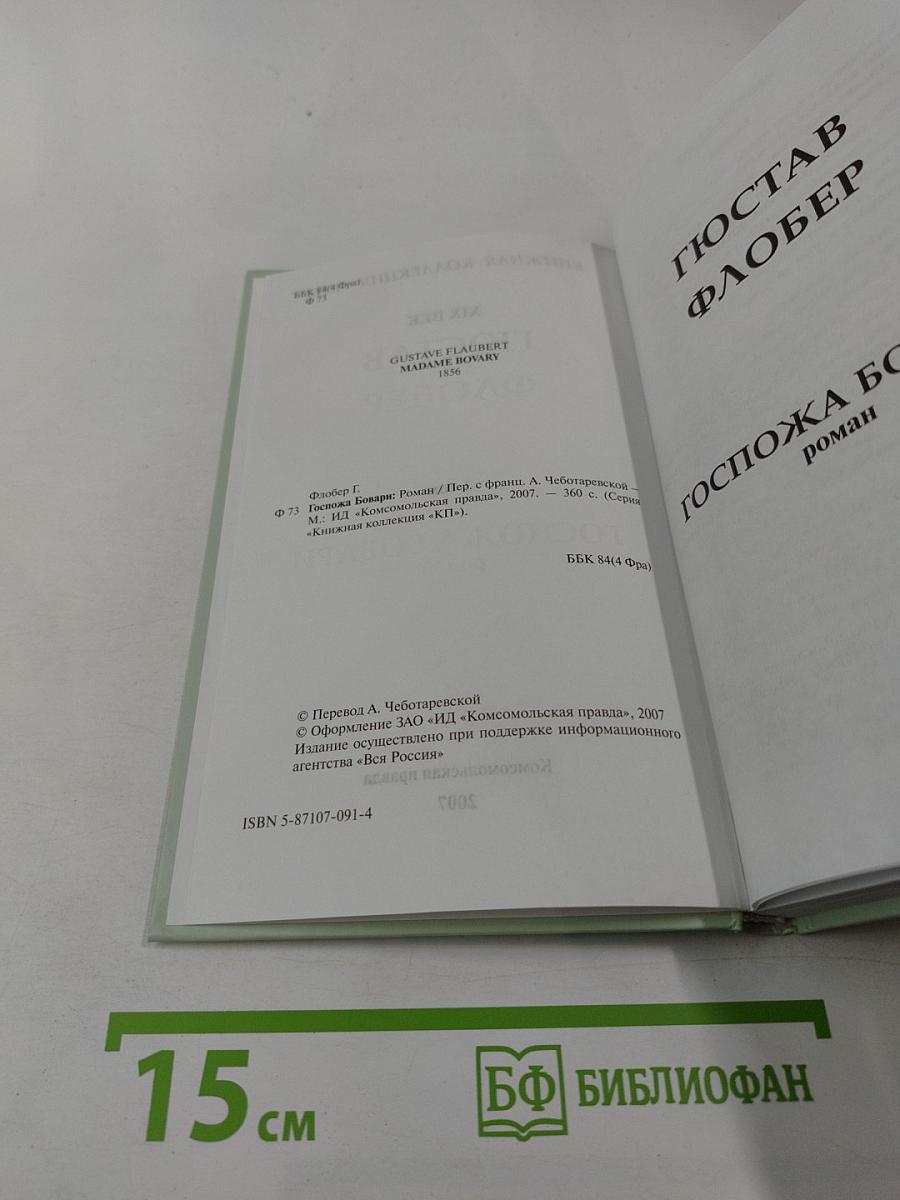 ББК 84(4 Фра)
Ф 73
GUSTAVE FLAUBERT
MADAME BOVARY
1856
Флобер Г.
Ф 73 Госпожа Бовари: Роман / Пер. с франц. А. Чеботаревской –
М.: ИД «Комсомольская правда», 2007. — 360 с. (Серия
«Книжная коллекция «КП»).
ББК 84(4 Фра)
© Перевод А. Чеботаревской
© Оформление ЗАО «ИД «Комсомольская правда», 2007
Издание осуществлено при поддержке информационного
агентства «Вся Россия»
ISBN 5-87107-091-4
ГЮСТАВ
ФЛОБЕР
ГОСПОЖА БО
роман
15 см
БФ БИБЛИОФАН